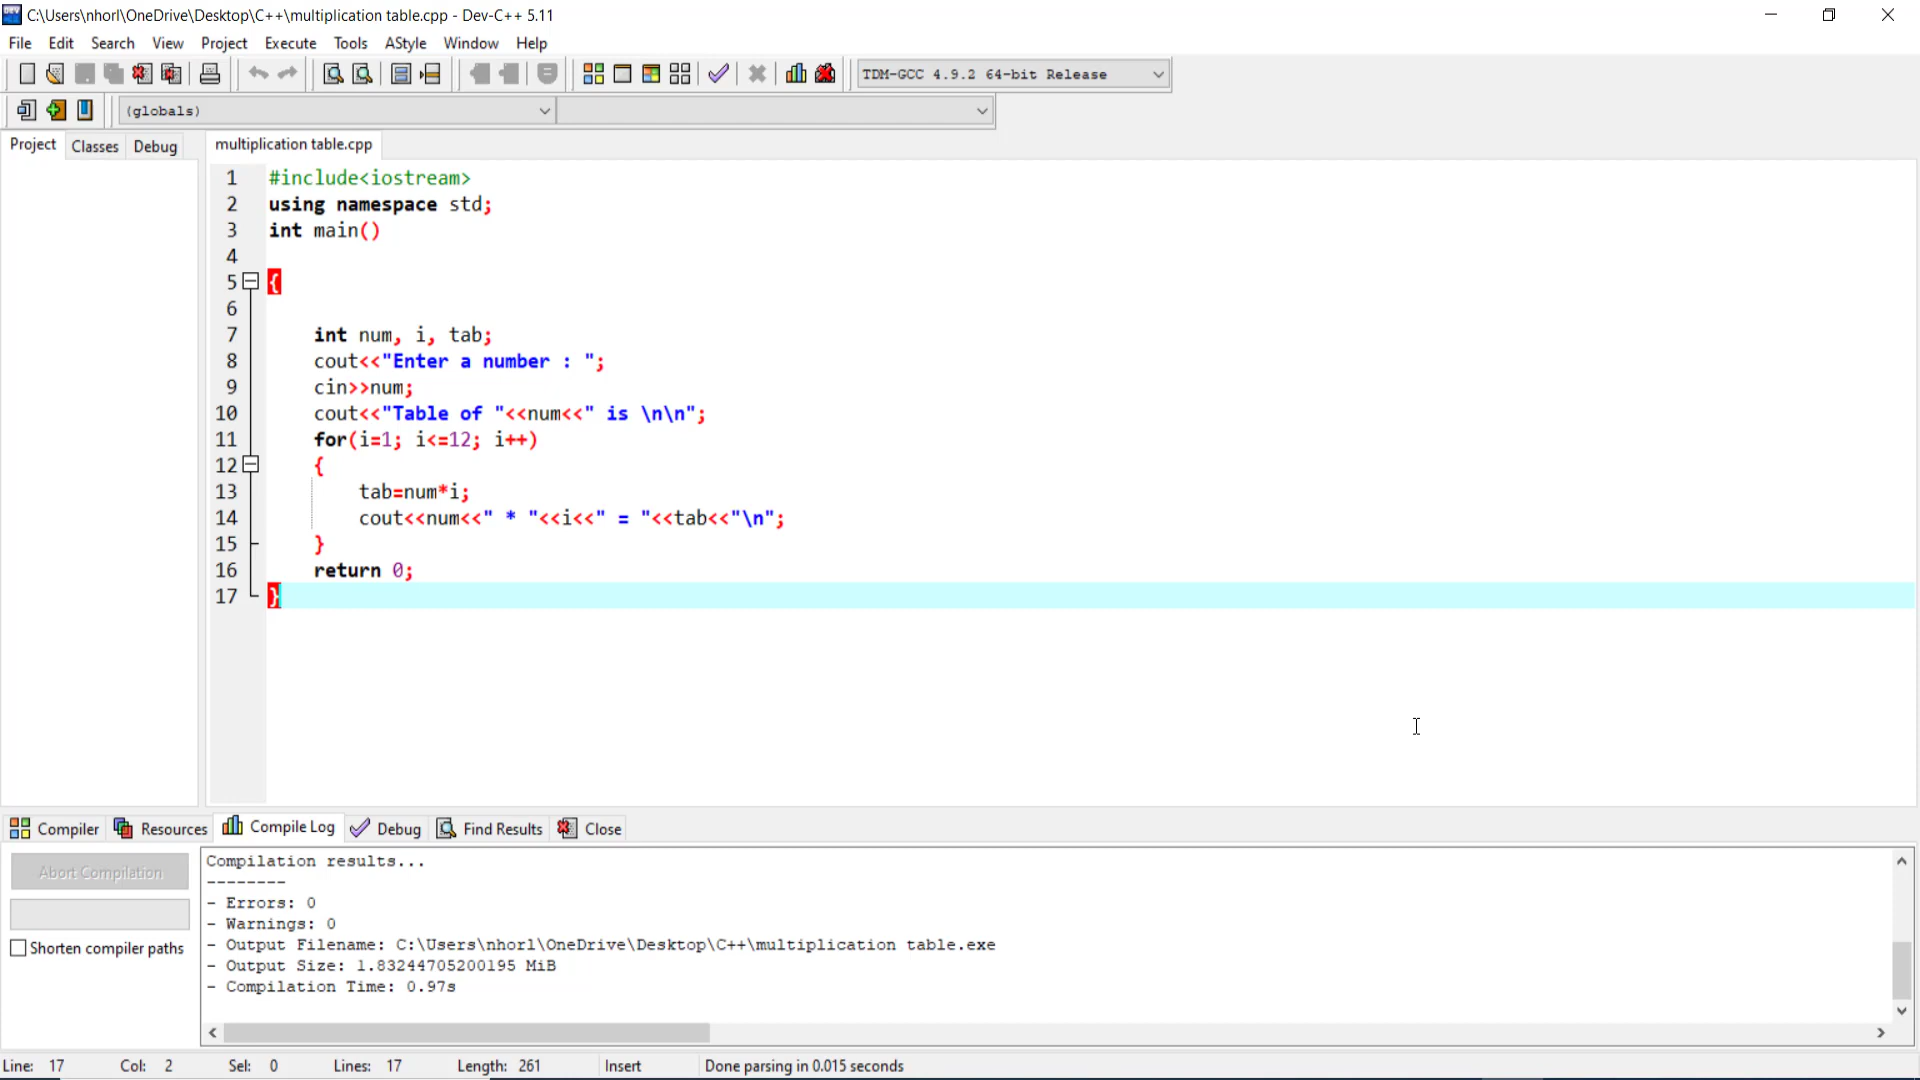 C:\Users\nhorl\OneDrive\Desktop\C++\multiplication table.cpp - Dev-C++ 5.11
File Edit Search View Project Execute Tools AStyle Window Help
TDM-GCC 4.9.2 64-bit Release
(globals)
Project Classes Debug multiplication table.cpp
1 #include<iostream>
2 using namespace std;
3 int main()
4
5 {
6
7 int num, i, tab;
8 cout<<"Enter a number : ";
9 cin>>num;
10 cout<<"Table of "<<num<<" is \n\n";
11 for(i=1; i<=12; i++)
12 {
13 tab=num*i;
14 cout<<num<<" * "<<i<<" = "<<tab<<"\n";
15 }
16 return 0;
17 }
Compiler Resources Compile Log Debug Find Results Close
Abort Compilation
Shorten compiler paths
Compilation results...
--------
- Errors: 0
- Warnings: 0
- Output Filename: C:\Users\nhorl\OneDrive\Desktop\C++\multiplication table.exe
- Output Size: 1.83244705200195 MiB
- Compilation Time: 0.97s
Line: 17 Col: 2 Sel: 0 Lines: 17 Length: 261 Insert Done parsing in 0.015 seconds